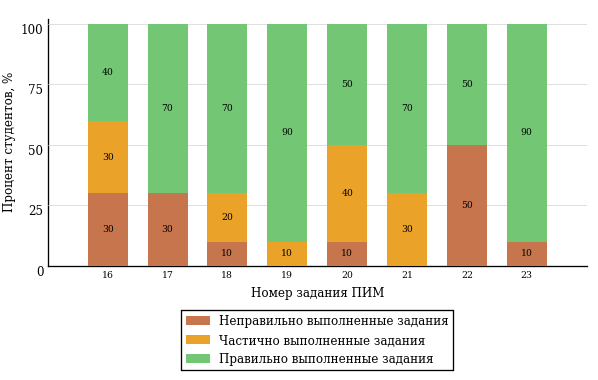 Процент студентов, %
100
75
50
25
0
40 70 70 90 50 70 50 90
30 20 40
30 30 10 10 10 30 50 10
16 17 18 19 20 21 22 23
Номер задания ПИМ
Неправильно выполненные задания
Частично выполненные задания
Правильно выполненные задания